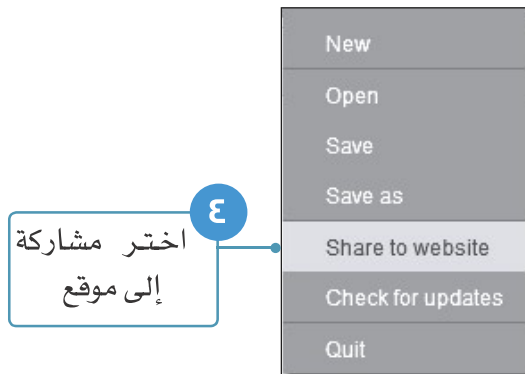 New
Open
Save
Save as
٤
اختر مشاركة
إلى موقع
Share to website
Check for updates
Quit